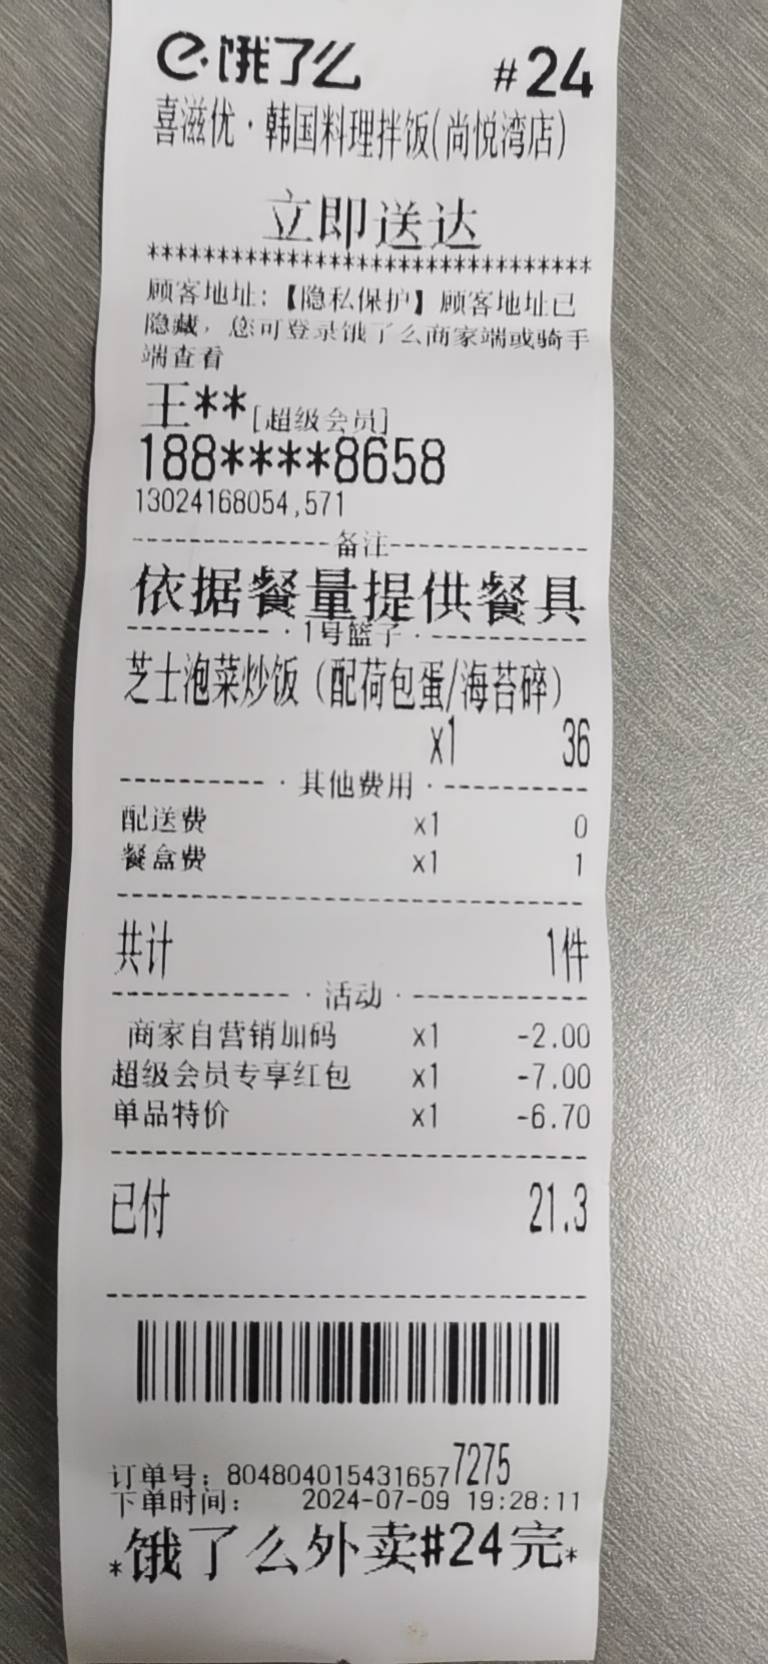 饿了么 #24
喜滋优·韩国料理拌饭(尚悦湾店)
立即送达
********************************
顾客地址:【隐私保护】顾客地址已
隐藏,您可登录饿了么商家端或骑手
端查看
王**[超级会员]
188****8658
13024168054,571
备注
依据餐量提供餐具
1号篮子
芝士泡菜炒饭(配荷包蛋/海苔碎)
x1 36
其他费用
配送费 x1 0
餐盒费 x1 1
共计 1件
活动
商家自营销加码 x1 -2.00
超级会员专享红包 x1 -7.00
单品特价 x1 -6.70
已付 21.3
订单号: 8048040154316577275
下单时间: 2024-07-09 19:28:11
*饿了么外卖#24完*